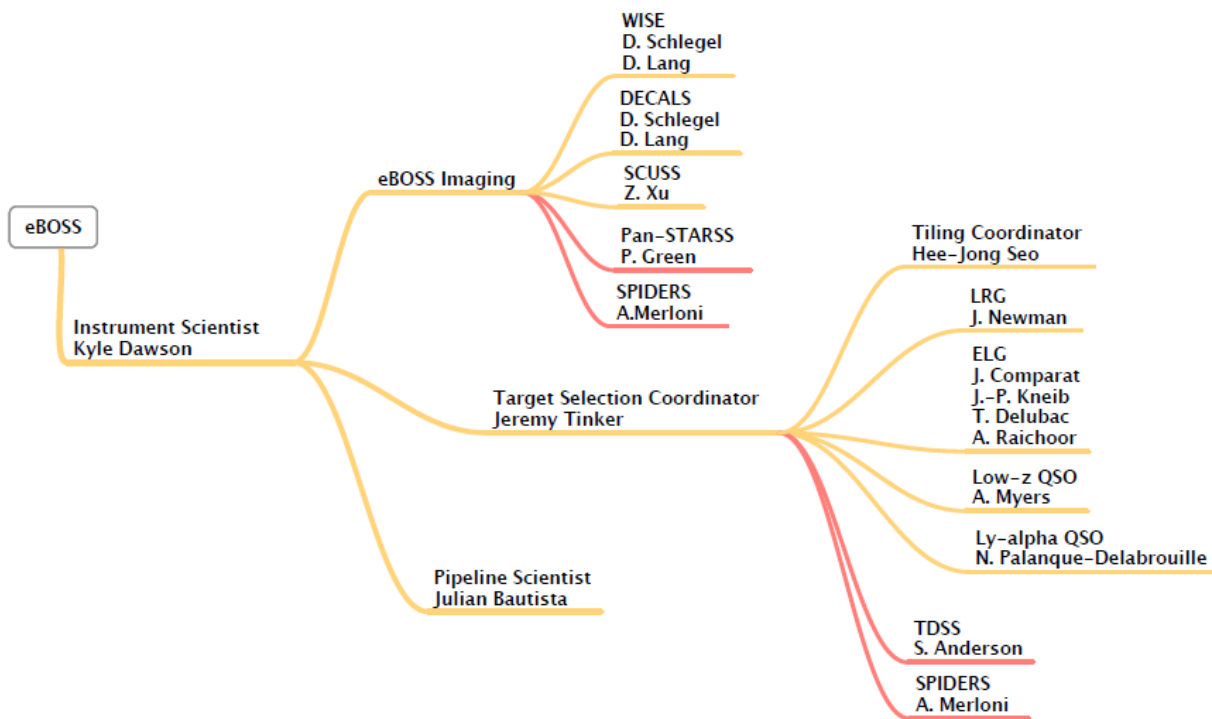 eBOSS
Instrument Scientist
Kyle Dawson
eBOSS Imaging
WISE
D. Schlegel
D. Lang
DECALS
D. Schlegel
D. Lang
SCUSS
Z. Xu
Pan-STARSS
P. Green
SPIDERS
A.Merloni
Target Selection Coordinator
Jeremy Tinker
Tiling Coordinator
Hee-Jong Seo
LRG
J. Newman
ELG
J. Comparat
J.-P. Kneib
T. Delubac
A. Raichoor
Low-z QSO
A. Myers
Ly-alpha QSO
N. Palanque-Delabrouille
TDSS
S. Anderson
SPIDERS
A. Merloni
Pipeline Scientist
Julian Bautista